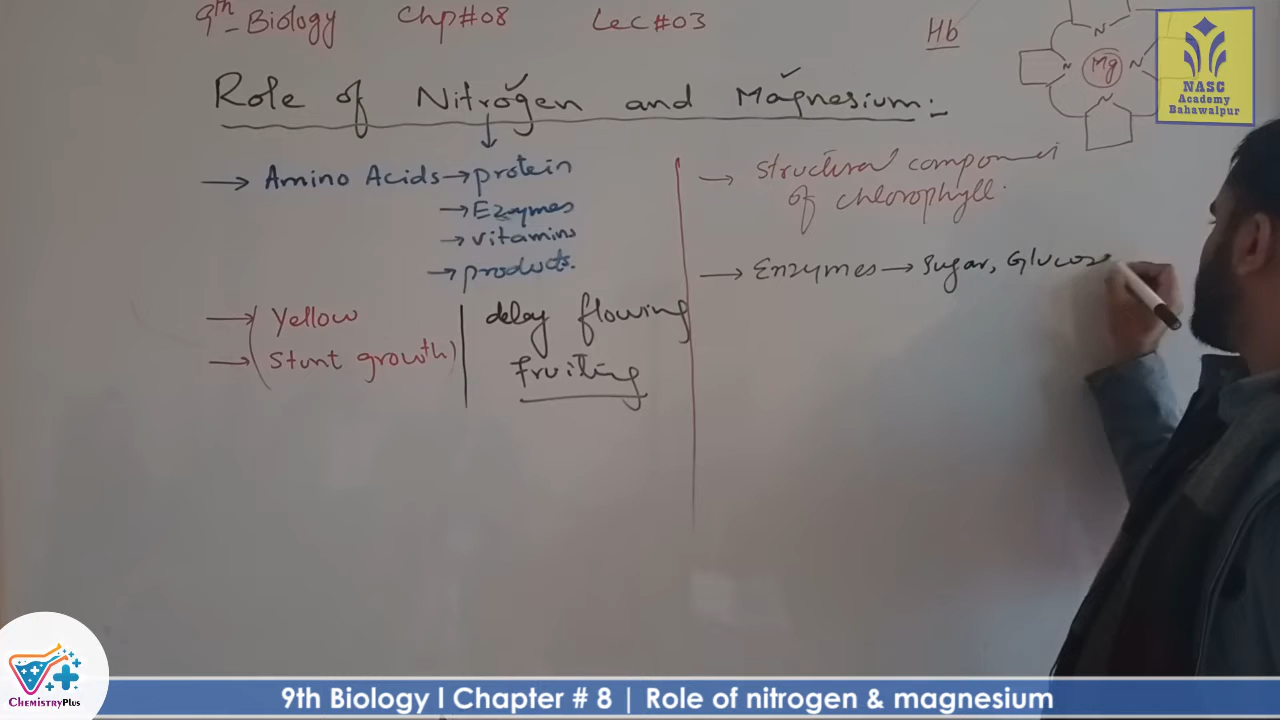 9th Biology Chp#08 Lec#03
Hb
Mg
N
N
N
N
NASC
Academy
Bahawalpur
Role of Nitrogen and Magnesium:
→ Amino Acids → protein
→ Ezymes
→ vitamins
→ products.
→ Yellow
→ Stunt growth
delay flowing
fruiting
→ structural component
of chlorophyll.
→ Enzymes → sugar, Glucos
ChemistryPlus
9th Biology l Chapter # 8 | Role of nitrogen & magnesium